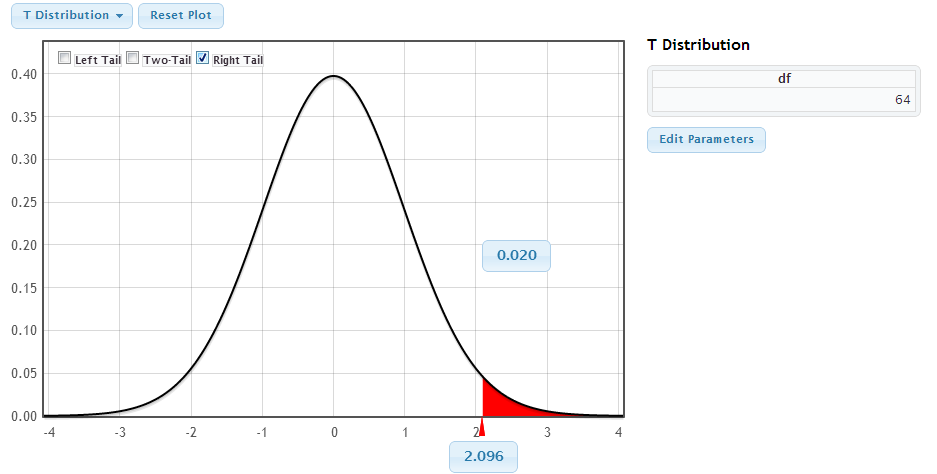 T Distribution Reset Plot
T Distribution
Left Tail Two-Tail Right Tail
df
64
Edit Parameters
0.40
0.35
0.30
0.25
0.20
0.15
0.10
0.05
0.00
0.020
-4 -3 -2 -1 0 1 2 3 4
2.096